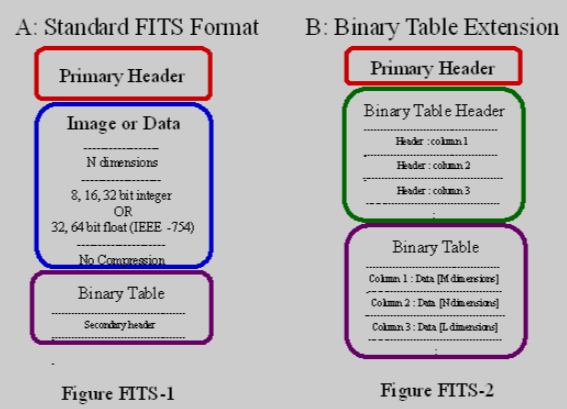 A: Standard FITS Format
Primary Header
Image or Data
N dimensions
8, 16, 32 bit integer
OR
32, 64 bit float (IEEE -754)
No Compression
Binary Table
Secondary header
Figure FITS-1
B: Binary Table Extension
Primary Header
Binary Table Header
Header : column 1
Header : column 2
Header : column 3
:
Binary Table
Column 1 : Data [M dimensions]
Column 2 : Data [N dimensions]
Column 3 : Data [L dimensions]
:
Figure FITS-2